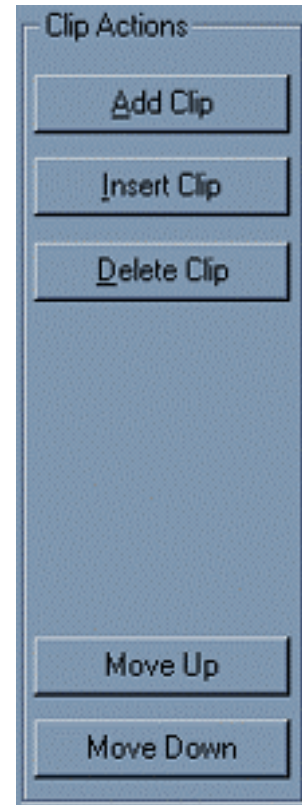 Clip Actions
Add Clip
Insert Clip
Delete Clip
Move Up
Move Down